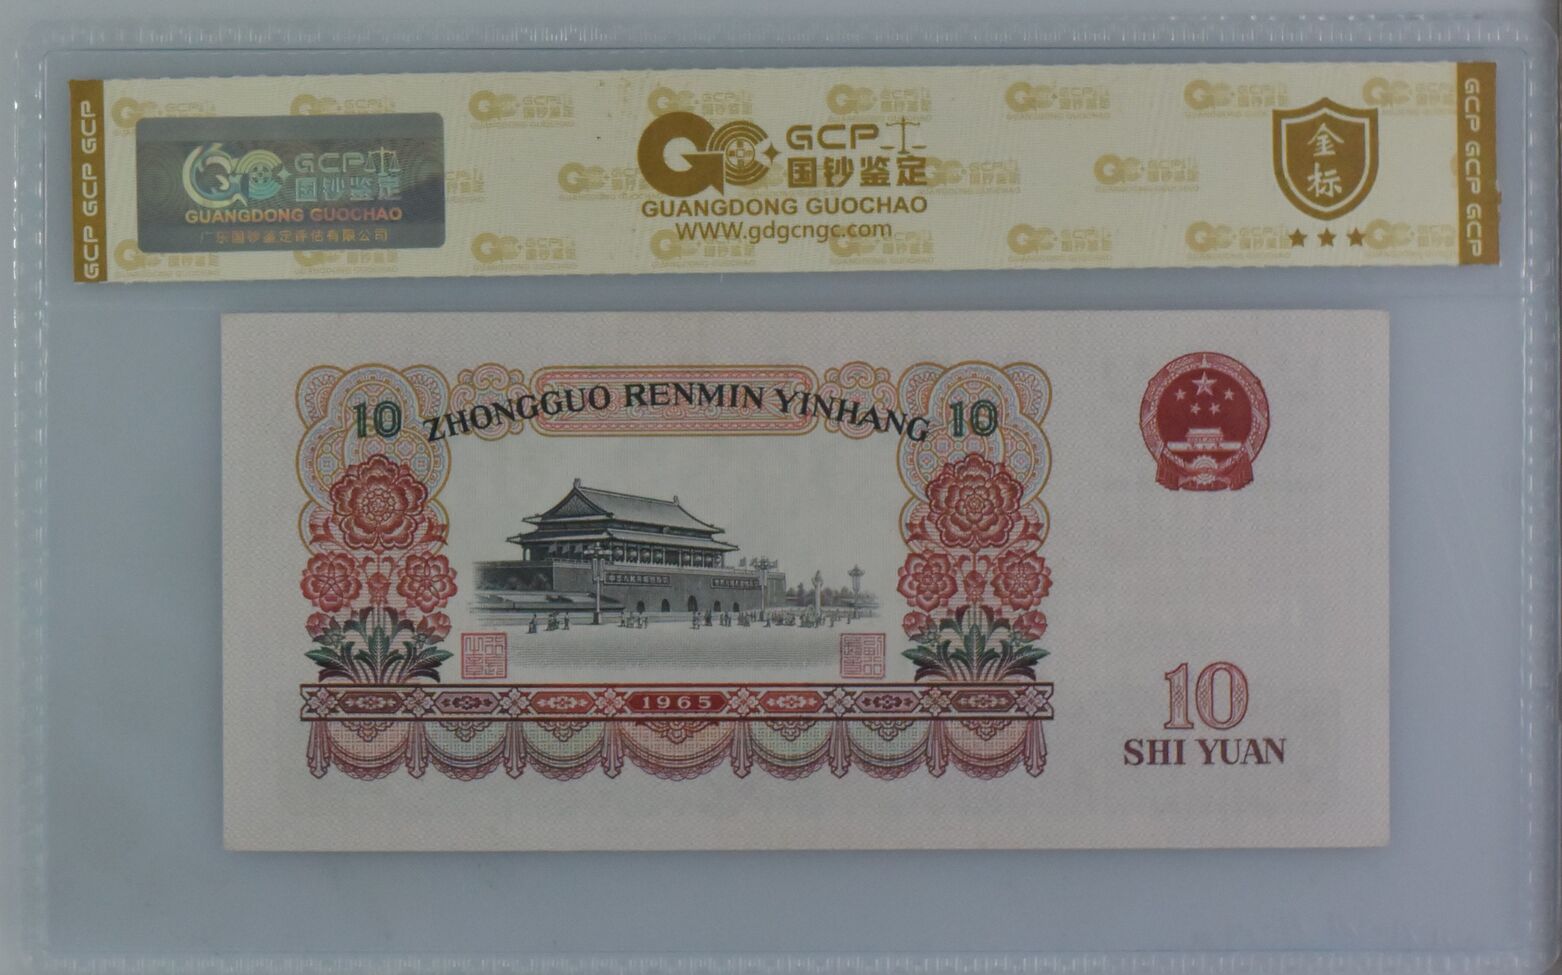 GCP GCP GCP
GCP
国钞鉴定
GUANGDONG GUOCHAO
广东国钞鉴定评估有限公司
GCP
国钞鉴定
GUANGDONG GUOCHAO
WWW.gdgcngc.com
金标
GCP GCP GCP
10 ZHONGGUO RENMIN YINHANG 10
1965
10
SHI YUAN